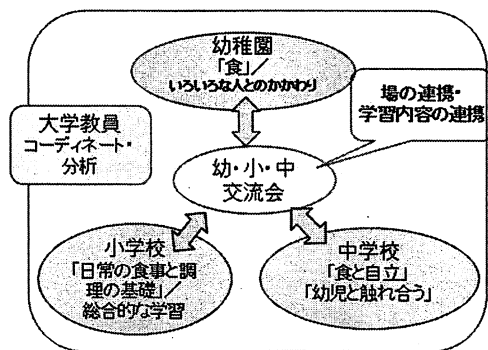 幼稚園
「食」／
いろいろな人とのかかわり
場の連携・
学習内容の連携
大学教員
コーディネート・
分析
幼・小・中
交流会
小学校
「日常の食事と調
理の基礎」／
総合的な学習
中学校
「食と自立」
「幼児と触れ合う」